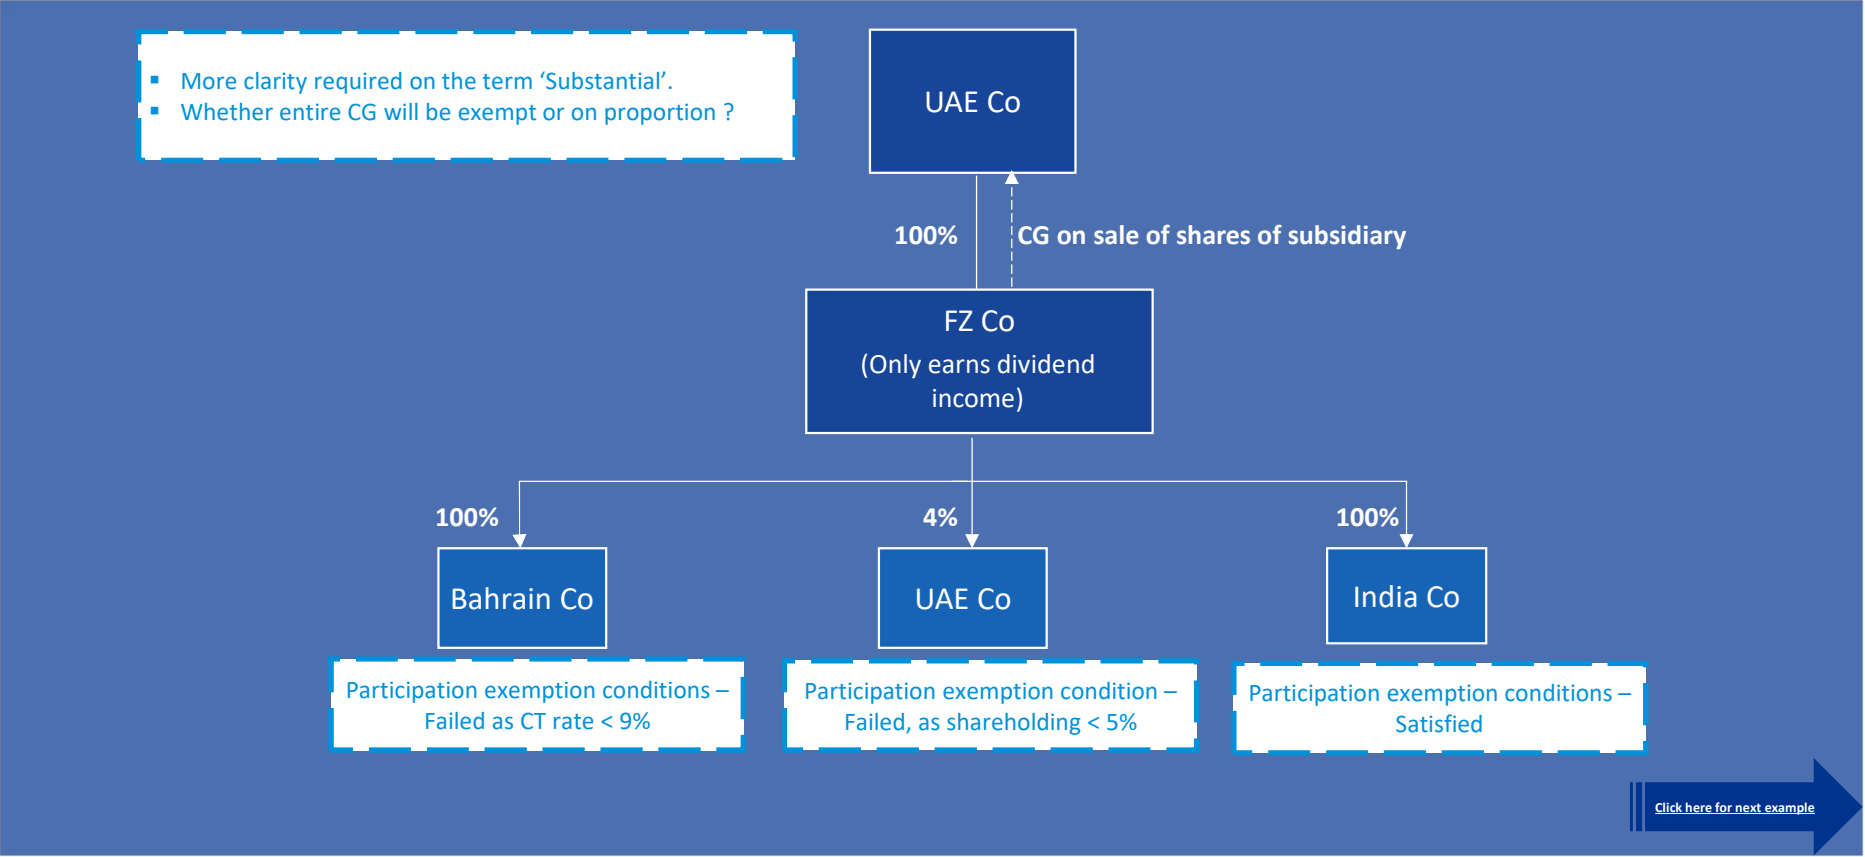 ▪ More clarity required on the term ‘Substantial’.
▪ Whether entire CG will be exempt or on proportion ?
UAE Co
100%
CG on sale of shares of subsidiary
FZ Co
(Only earns dividend
income)
100%
4%
100%
Bahrain Co
UAE Co
India Co
Participation exemption conditions –
Failed as CT rate < 9%
Participation exemption condition –
Failed, as shareholding < 5%
Participation exemption conditions –
Satisfied
Click here for next example